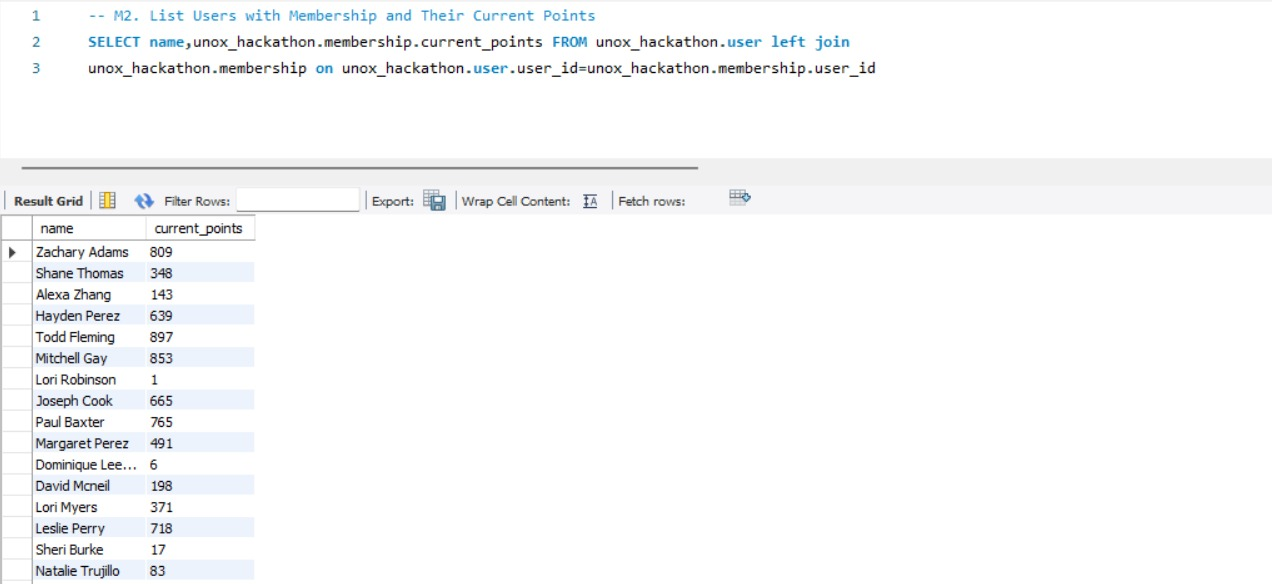 1 -- M2. List Users with Membership and Their Current Points
2 SELECT name,unox_hackathon.membership.current_points FROM unox_hackathon.user left join
3 unox_hackathon.membership on unox_hackathon.user.user_id=unox_hackathon.membership.user_id
Result Grid Filter Rows: Export: Wrap Cell Content: IA Fetch rows:
name current_points
Zachary Adams 809
Shane Thomas 348
Alexa Zhang 143
Hayden Perez 639
Todd Fleming 897
Mitchell Gay 853
Lori Robinson 1
Joseph Cook 665
Paul Baxter 765
Margaret Perez 491
Dominique Lee... 6
David Mcneil 198
Lori Myers 371
Leslie Perry 718
Sheri Burke 17
Natalie Trujillo 83